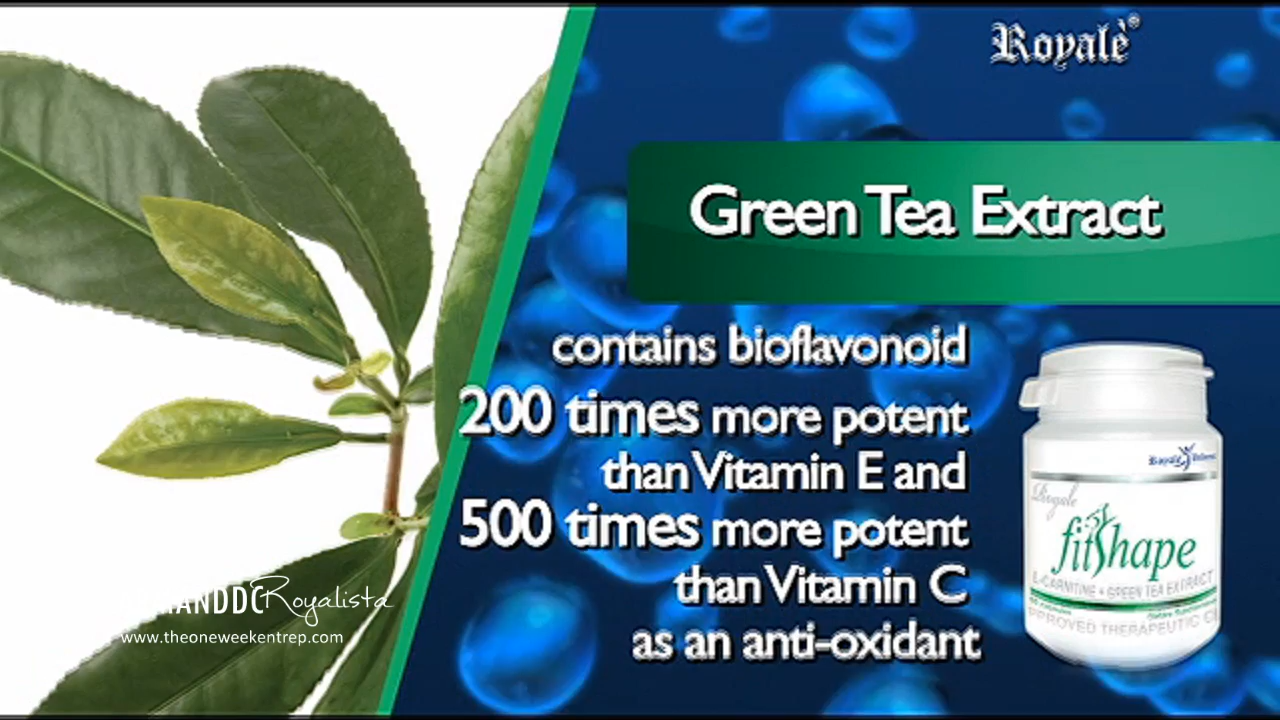 Royalè®
Green Tea Extract
contains bioflavonoid
200 times more potent
than Vitamin E and
500 times more potent
than Vitamin C
as an anti-oxidant
Royale
Royale
fitShape
L-CARNITINE + GREEN TEA EXTRACT
Royalista
www.theoneweekentrep.com